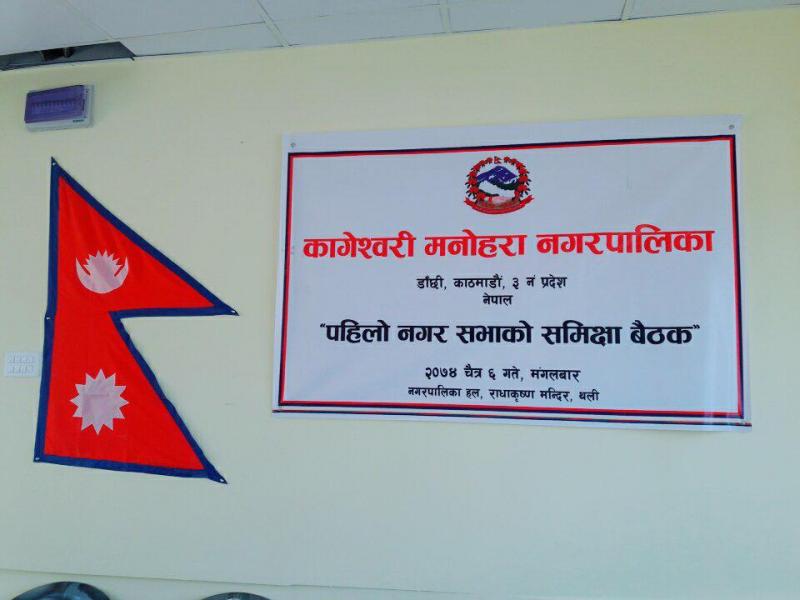 कागेश्वरी मनोहरा नगरपालिका
डाँछी, काठमाडौं, ३ नं प्रदेश
नेपाल
"पहिलो नगर सभाको समिक्षा बैठक"
२०७४ चैत्र ६ गते, मंगलबार
नगरपालिका हल, राधाकृष्ण मन्दिर, थली